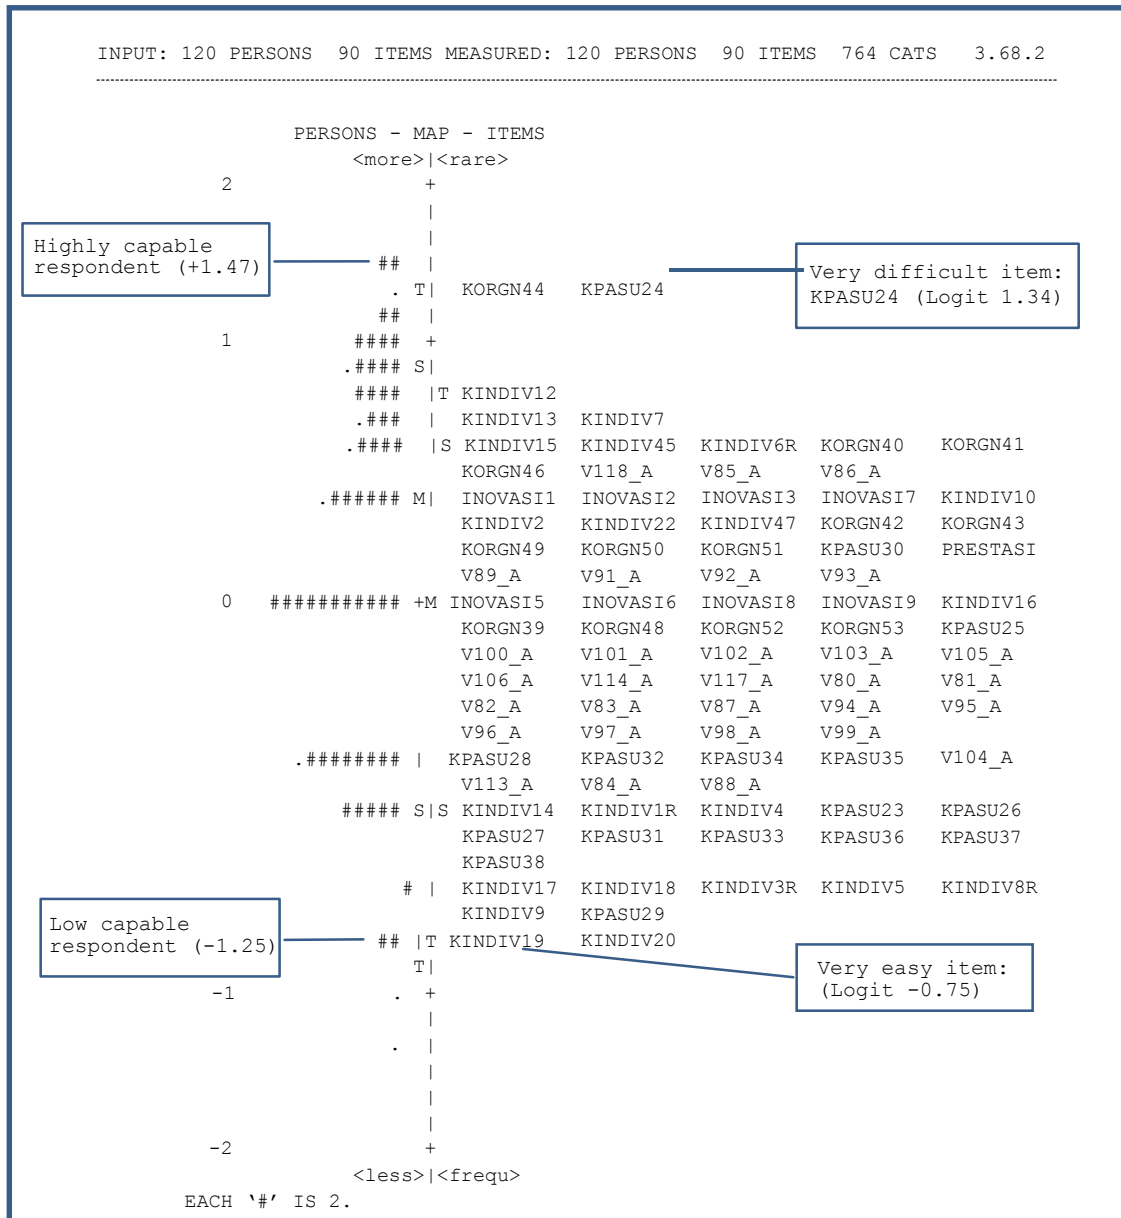 INPUT: 120 PERSONS 90 ITEMS MEASURED: 120 PERSONS 90 ITEMS 764 CATS 3.68.2
PERSONS - MAP - ITEMS
<more>|<rare>
2 +
|
|
Highly capable
respondent (+1.47)
## |
Very difficult item:
KPASU24 (Logit 1.34)
. T| KORGN44 KPASU24
## |
1 #### +
.#### S|
#### |T KINDIV12
.### | KINDIV13 KINDIV7
.#### |S KINDIV15 KINDIV45 KINDIV6R KORGN40 KORGN41
KORGN46 V118_A V85_A V86_A
.###### M| INOVASI1 INOVASI2 INOVASI3 INOVASI7 KINDIV10
KINDIV2 KINDIV22 KINDIV47 KORGN42 KORGN43
KORGN49 KORGN50 KORGN51 KPASU30 PRESTASI
V89_A V91_A V92_A V93_A
0 ########### +M INOVASI5 INOVASI6 INOVASI8 INOVASI9 KINDIV16
KORGN39 KORGN48 KORGN52 KORGN53 KPASU25
V100_A V101_A V102_A V103_A V105_A
V106_A V114_A V117_A V80_A V81_A
V82_A V83_A V87_A V94_A V95_A
V96_A V97_A V98_A V99_A
.######## | KPASU28 KPASU32 KPASU34 KPASU35 V104_A
V113_A V84_A V88_A
##### S|S KINDIV14 KINDIV1R KINDIV4 KPASU23 KPASU26
KPASU27 KPASU31 KPASU33 KPASU36 KPASU37
KPASU38
# | KINDIV17 KINDIV18 KINDIV3R KINDIV5 KINDIV8R
KINDIV9 KPASU29
Low capable
respondent (-1.25)
## |T KINDIV19 KINDIV20
T|
Very easy item:
(Logit -0.75)
-1 . +
|
. |
|
|
|
-2 +
<less>|<frequ>
EACH ‘#’ IS 2.